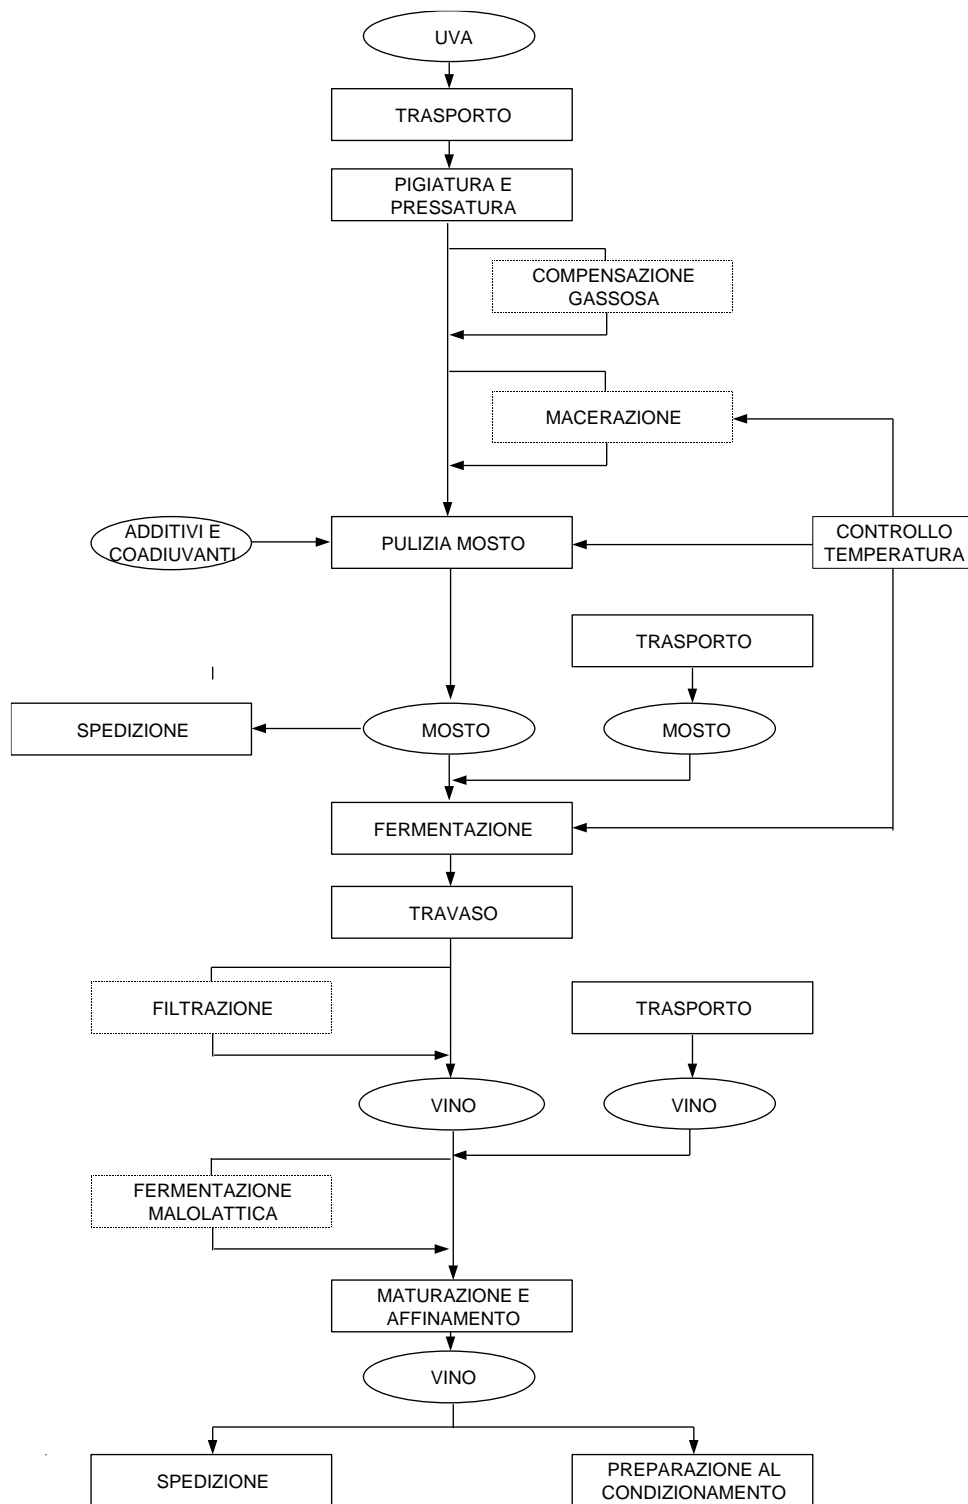 UVA
TRASPORTO
PIGIATURA E
PRESSATURA
COMPENSAZIONE
GASSOSA
MACERAZIONE
ADDITIVI E
COADIUVANTI
PULIZIA MOSTO
CONTROLLO
TEMPERATURA
TRASPORTO
SPEDIZIONE
MOSTO
MOSTO
FERMENTAZIONE
TRAVASO
FILTRAZIONE
TRASPORTO
VINO
VINO
FERMENTAZIONE
MALOLATTICA
MATURAZIONE E
AFFINAMENTO
VINO
SPEDIZIONE
PREPARAZIONE AL
CONDIZIONAMENTO